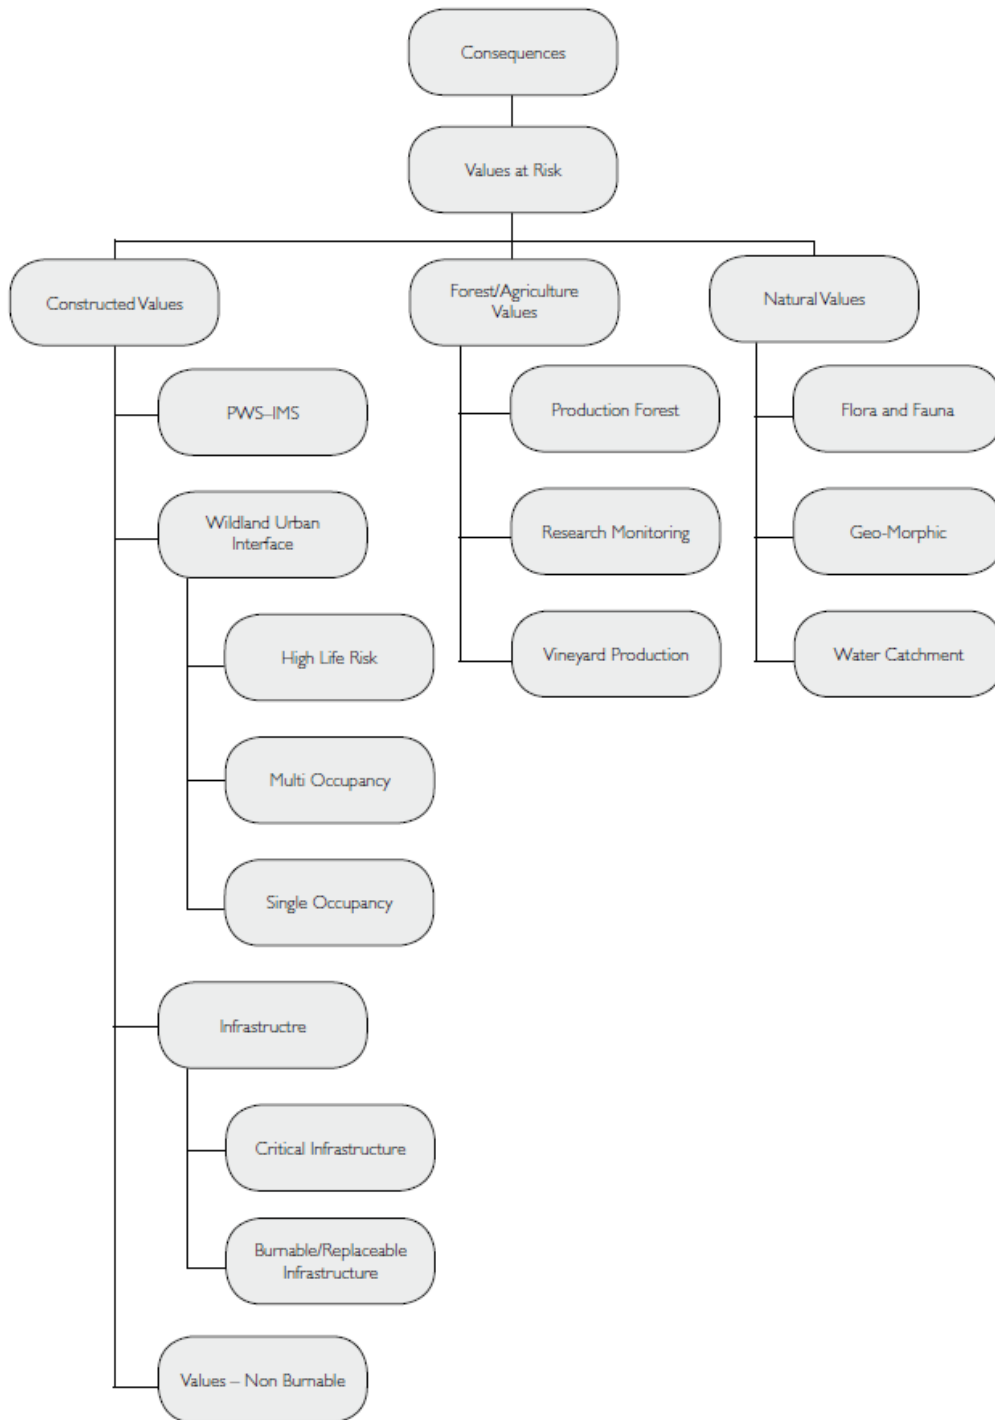 Consequences
Values at Risk
Constructed Values
Forest/Agriculture
Values
Natural Values
PWS–IMS
Production Forest
Flora and Fauna
Wildland Urban
Interface
Research Monitoring
Geo-Morphic
High Life Risk
Vineyard Production
Water Catchment
Multi Occupancy
Single Occupancy
Infrastructre
Critical Infrastructure
Burnable/Replaceable
Infrastructure
Values – Non Burnable